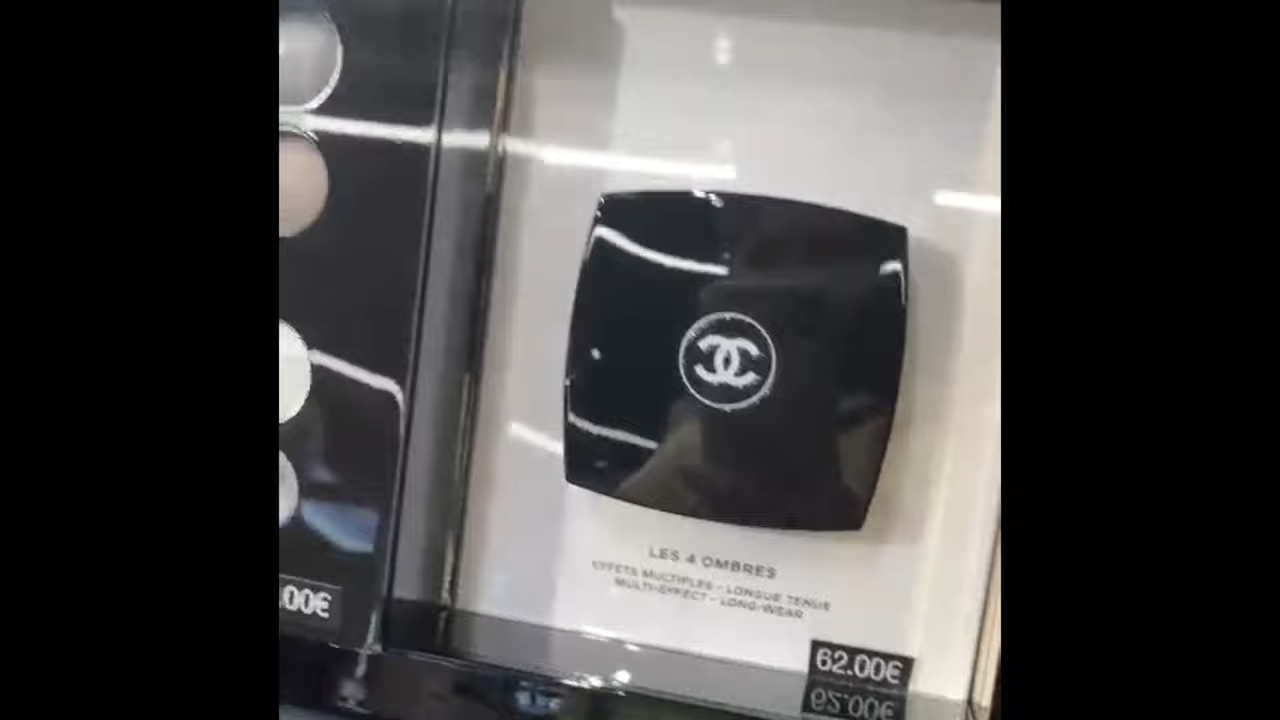 LES 4 OMBRES
EFFETS MULTIPLES - LONGUE TENUE
MULTI-EFFECT - LONG-WEAR
62.00€
.00€